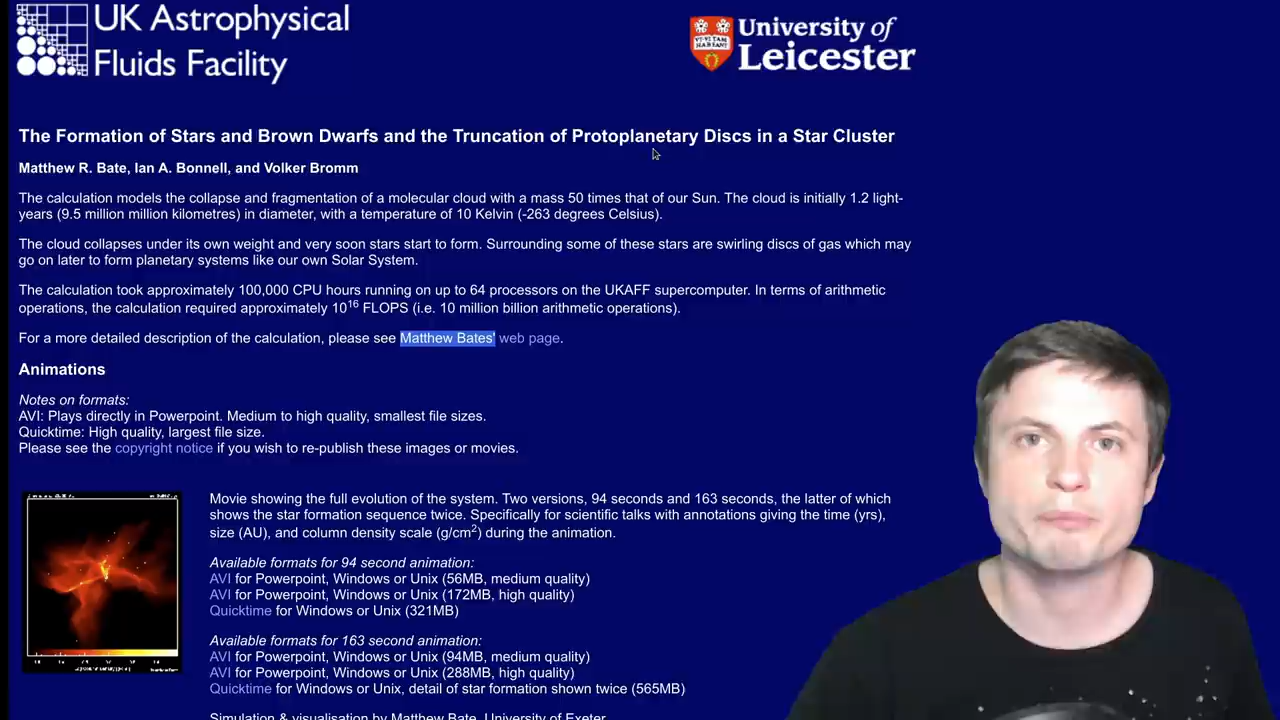 UK Astrophysical
Fluids Facility
University of
Leicester
The Formation of Stars and Brown Dwarfs and the Truncation of Protoplanetary Discs in a Star Cluster
Matthew R. Bate, Ian A. Bonnell, and Volker Bromm
The calculation models the collapse and fragmentation of a molecular cloud with a mass 50 times that of our Sun. The cloud is initially 1.2 light-
years (9.5 million million kilometres) in diameter, with a temperature of 10 Kelvin (-263 degrees Celsius).
The cloud collapses under its own weight and very soon stars start to form. Surrounding some of these stars are swirling discs of gas which may
go on later to form planetary systems like our own Solar System.
The calculation took approximately 100,000 CPU hours running on up to 64 processors on the UKAFF supercomputer. In terms of arithmetic
operations, the calculation required approximately 10¹⁶ FLOPS (i.e. 10 million billion arithmetic operations).
For a more detailed description of the calculation, please see Matthew Bates' web page.
Animations
Notes on formats:
AVI: Plays directly in Powerpoint. Medium to high quality, smallest file sizes.
Quicktime: High quality, largest file size.
Please see the copyright notice if you wish to re-publish these images or movies.
Movie showing the full evolution of the system. Two versions, 94 seconds and 163 seconds, the latter of which
shows the star formation sequence twice. Specifically for scientific talks with annotations giving the time (yrs),
size (AU), and column density scale (g/cm²) during the animation.
Available formats for 94 second animation:
AVI for Powerpoint, Windows or Unix (56MB, medium quality)
AVI for Powerpoint, Windows or Unix (172MB, high quality)
Quicktime for Windows or Unix (321MB)
Available formats for 163 second animation:
AVI for Powerpoint, Windows or Unix (94MB, medium quality)
AVI for Powerpoint, Windows or Unix (288MB, high quality)
Quicktime for Windows or Unix, detail of star formation shown twice (565MB)
Simulation & visualisation by Matthew Bate, University of Exeter